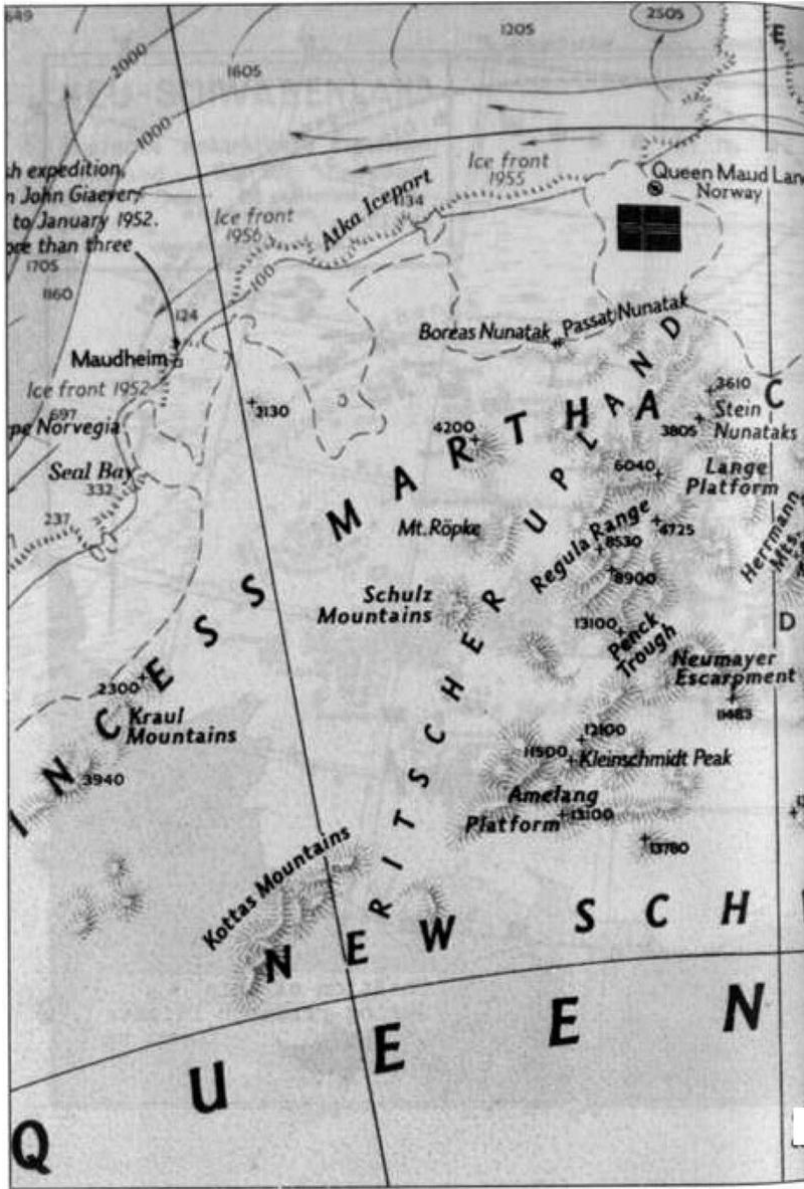 649
2000
1605
1205
2505
E
1000
h expedition,
n John Giaever,
to January 1952.
ore than three
1705
1160
124
Ice front
1956
100
Atka Iceport
134
Ice front
1955
Queen Maud Lan
Norway
Maudheim
Ice front 1952
697
pe Norvegia
Seal Bay
332
237
2130
Boreas Nunatak
Passat Nunatak
3610
C
Stein
Nunataks
3805
4200
6040
Lange
Platform
Mt. Röpke
Regula Range
4725
8530
8900
Herrmann
Mts.
Schulz
Mountains
13100
Penck
Trough
D
Neumayer
Escarpment
11483
INCESS MARTHA
RITSCHER UPLAND
2300
Kraul
Mountains
3940
12100
11500
Kleinschmidt Peak
Amelang
Platform
13100
13780
Kottas Mountains
NEW SCH
QUEEN